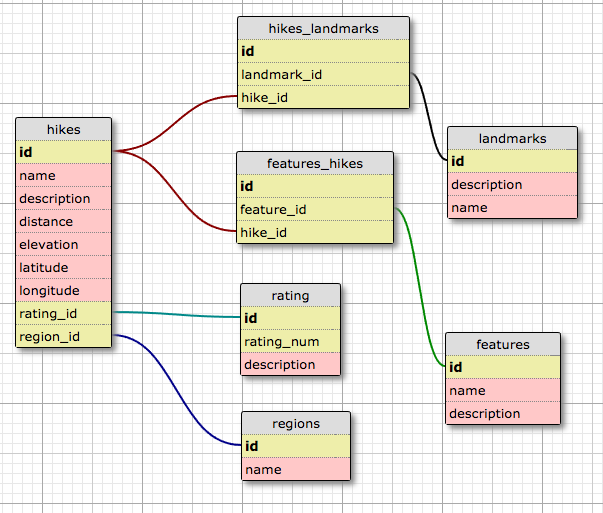 hikes_landmarks
id
landmark_id
hike_id
hikes
id
name
description
distance
elevation
latitude
longitude
rating_id
region_id
features_hikes
id
feature_id
hike_id
landmarks
id
description
name
rating
id
rating_num
description
features
id
name
description
regions
id
name